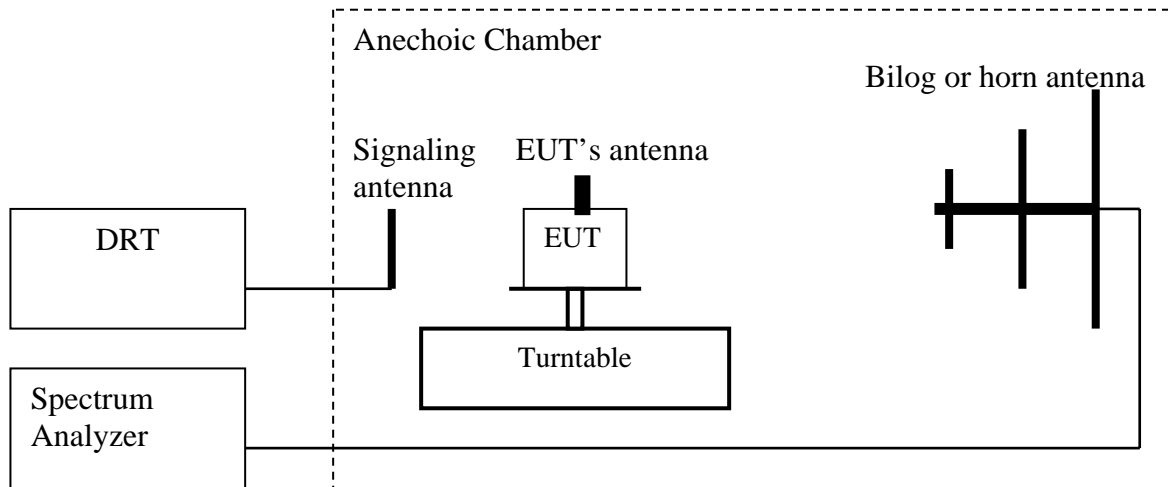 Anechoic Chamber
Bilog or horn antenna
Signaling
antenna
EUT’s antenna
DRT
EUT
Turntable
Spectrum
Analyzer